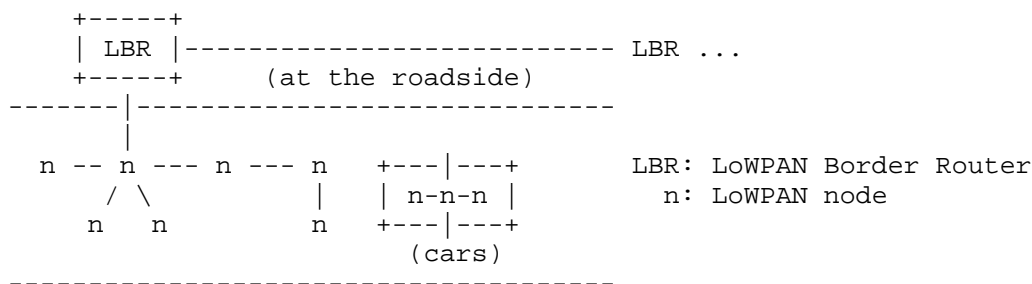 +-----+
| LBR |--------------------------- LBR ...
+-----+     (at the roadside)
-------|------------------------------
|
n -- n --- n --- n   +---|---+       LBR: LoWPAN Border Router
/ \         |   | n-n-n |         n: LoWPAN node
n   n         n   +---|---+
(cars)
--------------------------------------